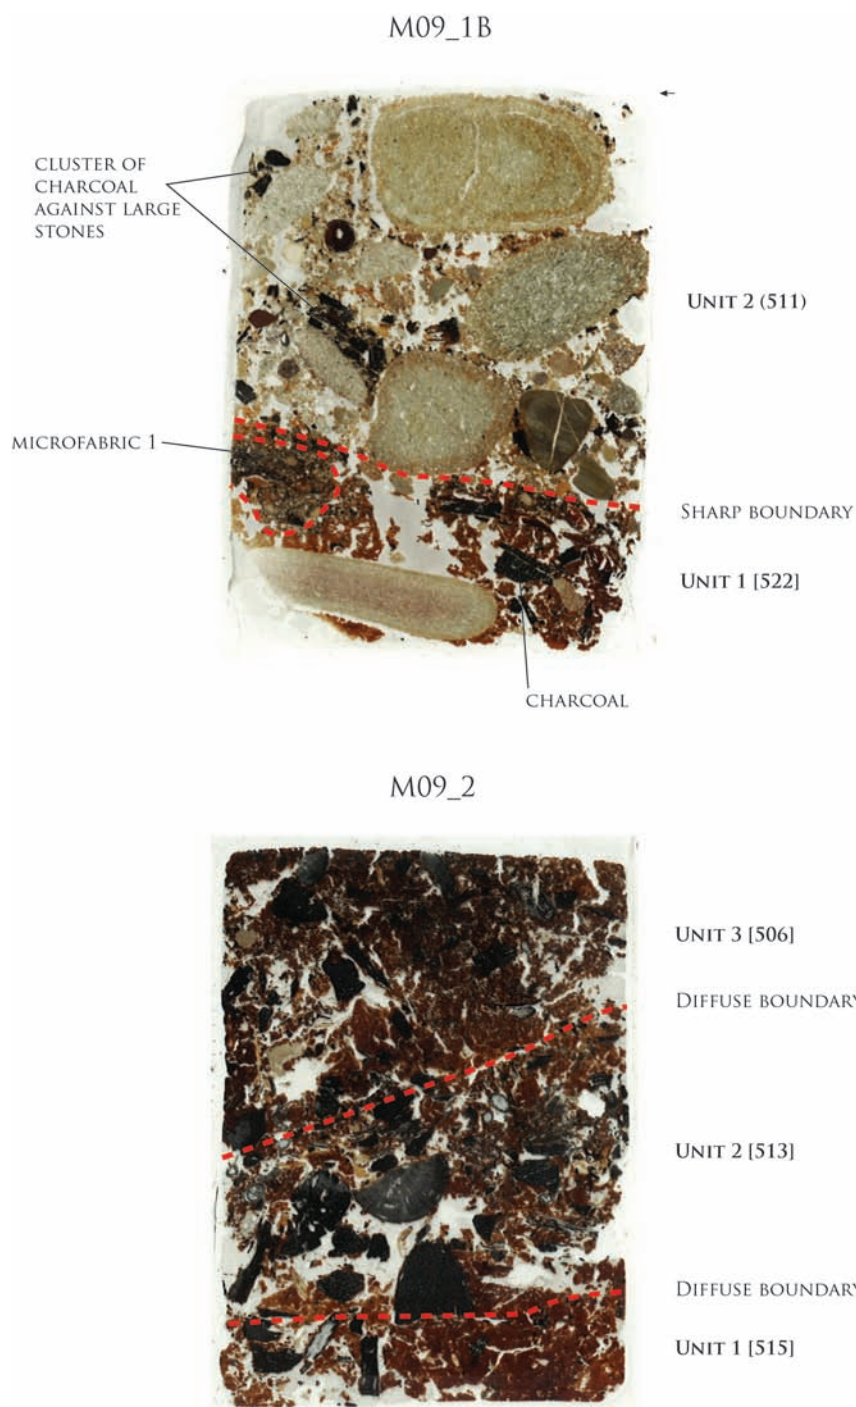 M09_1B
CLUSTER OF
CHARCOAL
AGAINST LARGE
STONES
UNIT 2 (511)
MICROFABRIC 1
SHARP BOUNDARY
UNIT 1 [522]
CHARCOAL
M09_2
UNIT 3 [506]
DIFFUSE BOUNDARY
UNIT 2 [513]
DIFFUSE BOUNDARY
UNIT 1 [515]